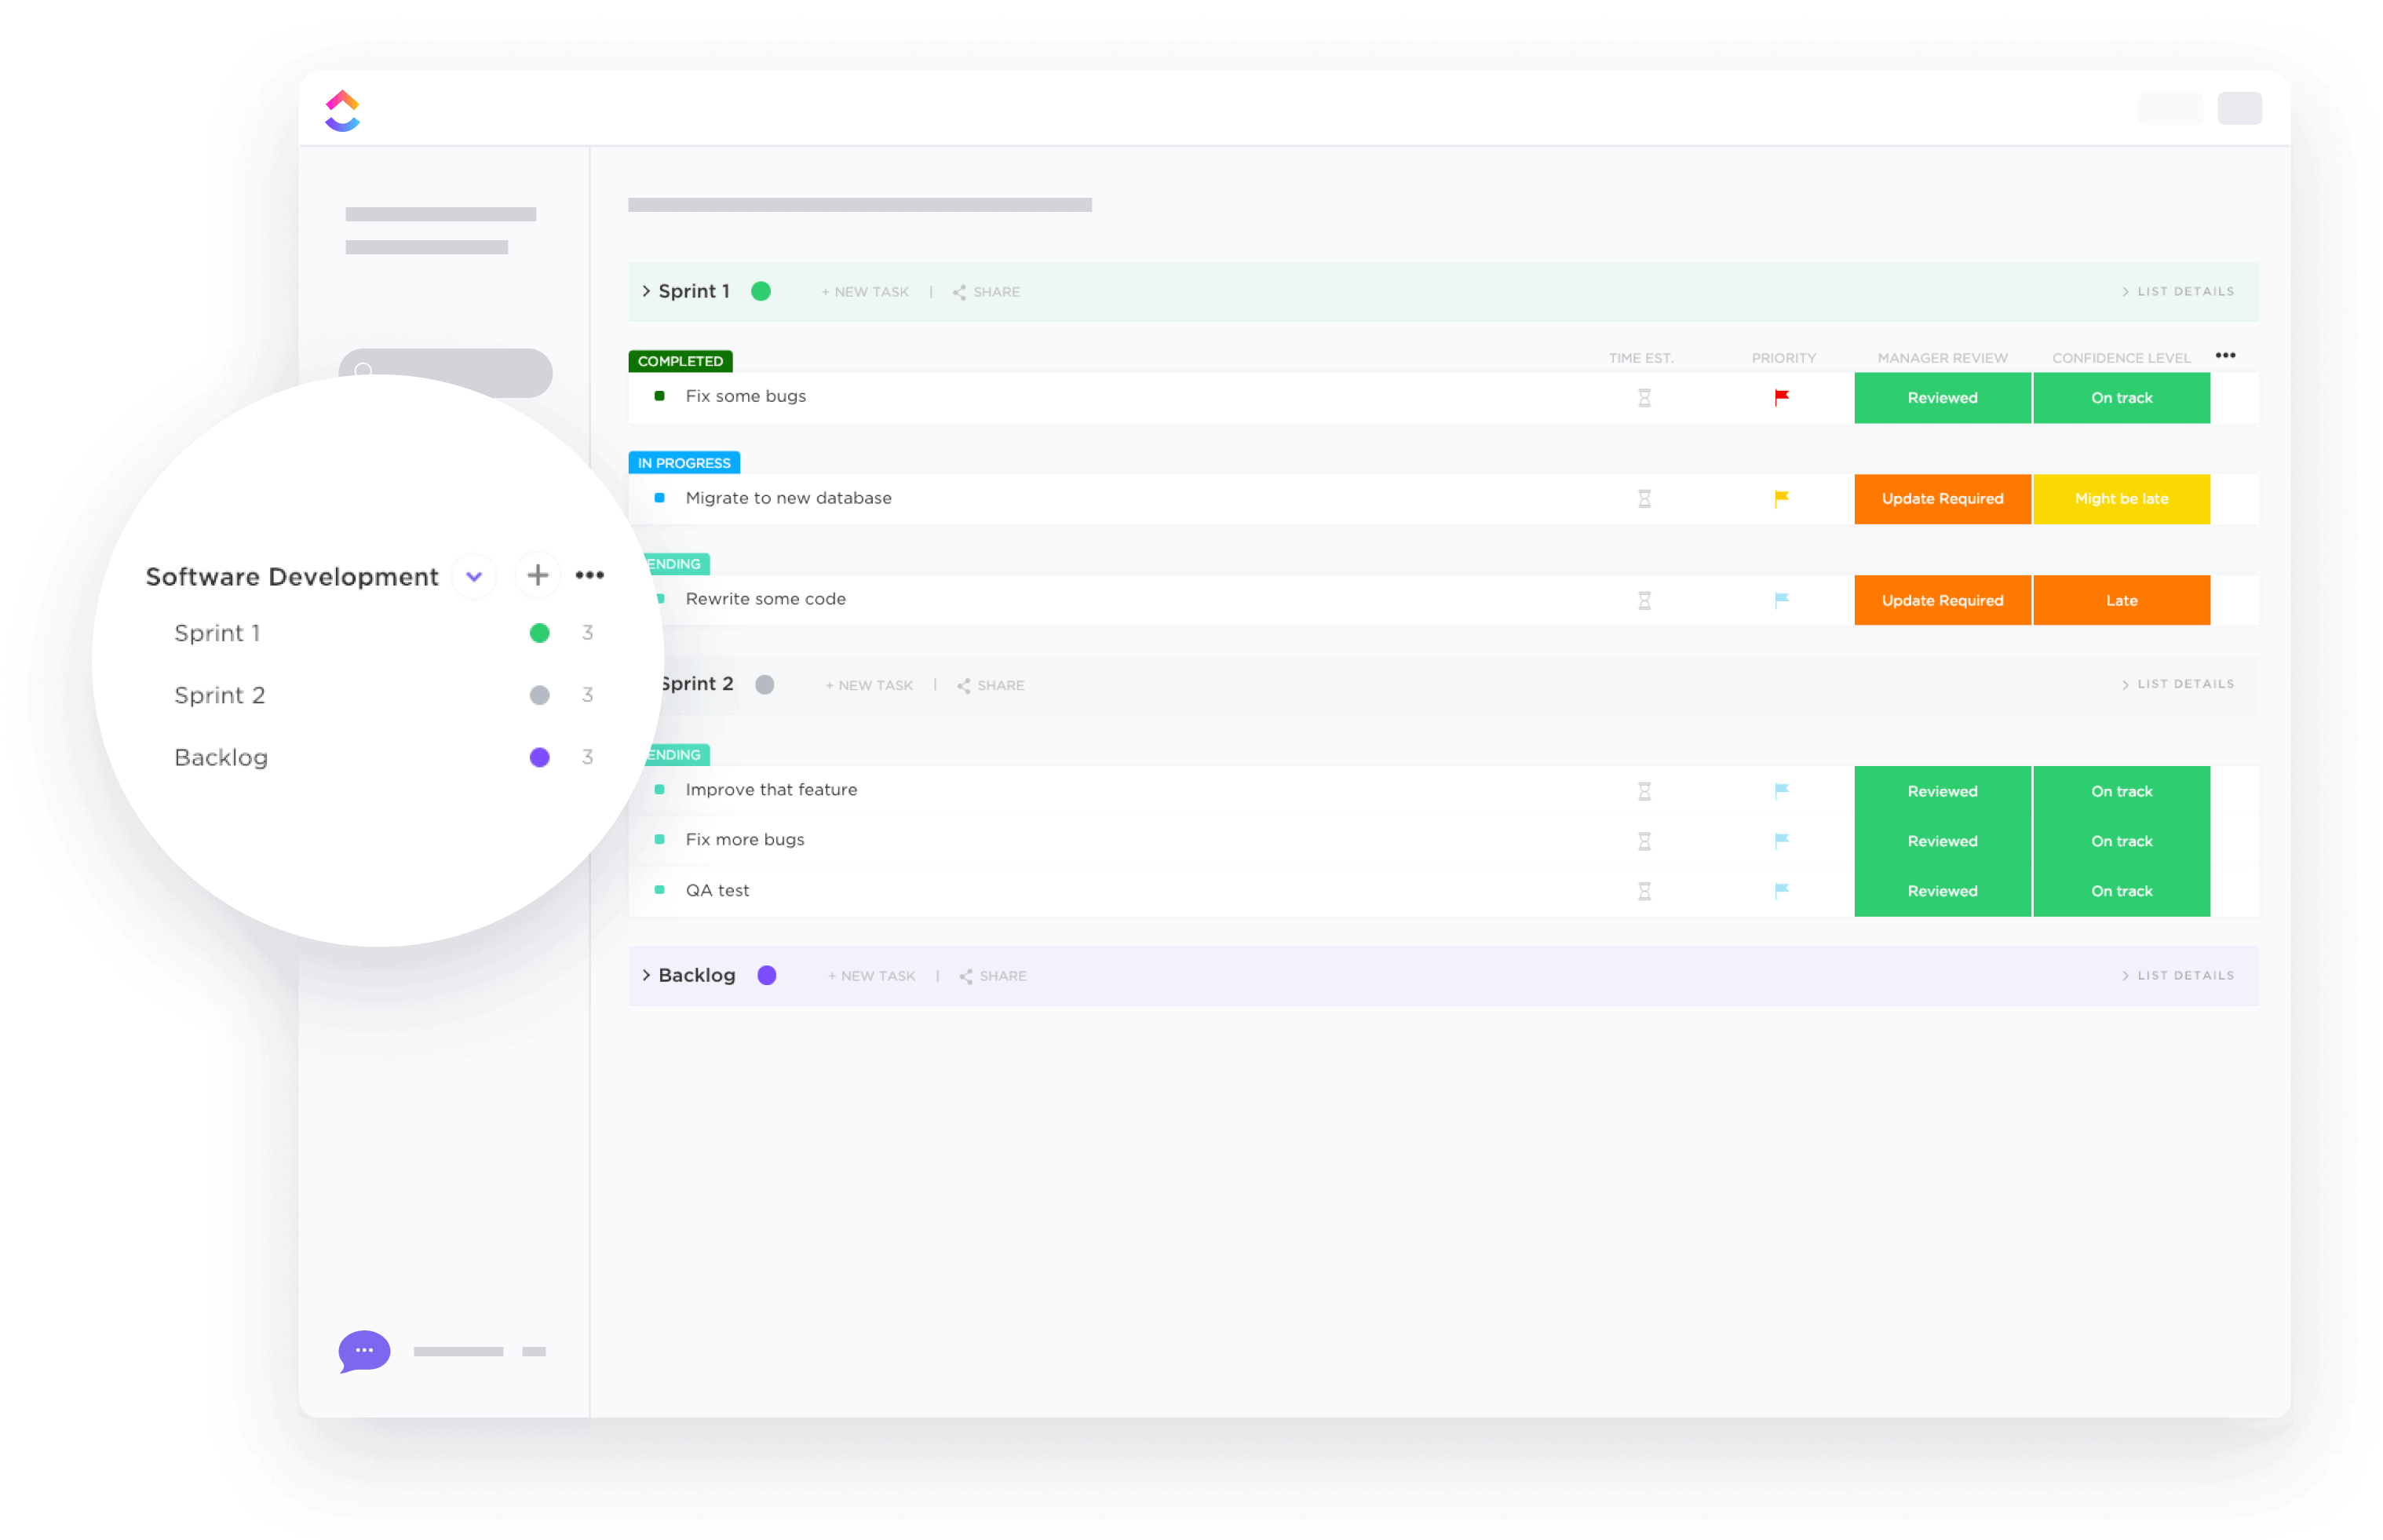 Software Development
Sprint 1 3
Sprint 2 3
Backlog 3
Sprint 1 + NEW TASK | SHARE > LIST DETAILS
COMPLETED TIME EST. PRIORITY MANAGER REVIEW CONFIDENCE LEVEL
Fix some bugs Reviewed On track
IN PROGRESS
Migrate to new database Update Required Might be late
ENDING
Rewrite some code Update Required Late
Sprint 2 + NEW TASK | SHARE > LIST DETAILS
ENDING
Improve that feature Reviewed On track
Fix more bugs Reviewed On track
QA test Reviewed On track
Backlog + NEW TASK | SHARE > LIST DETAILS